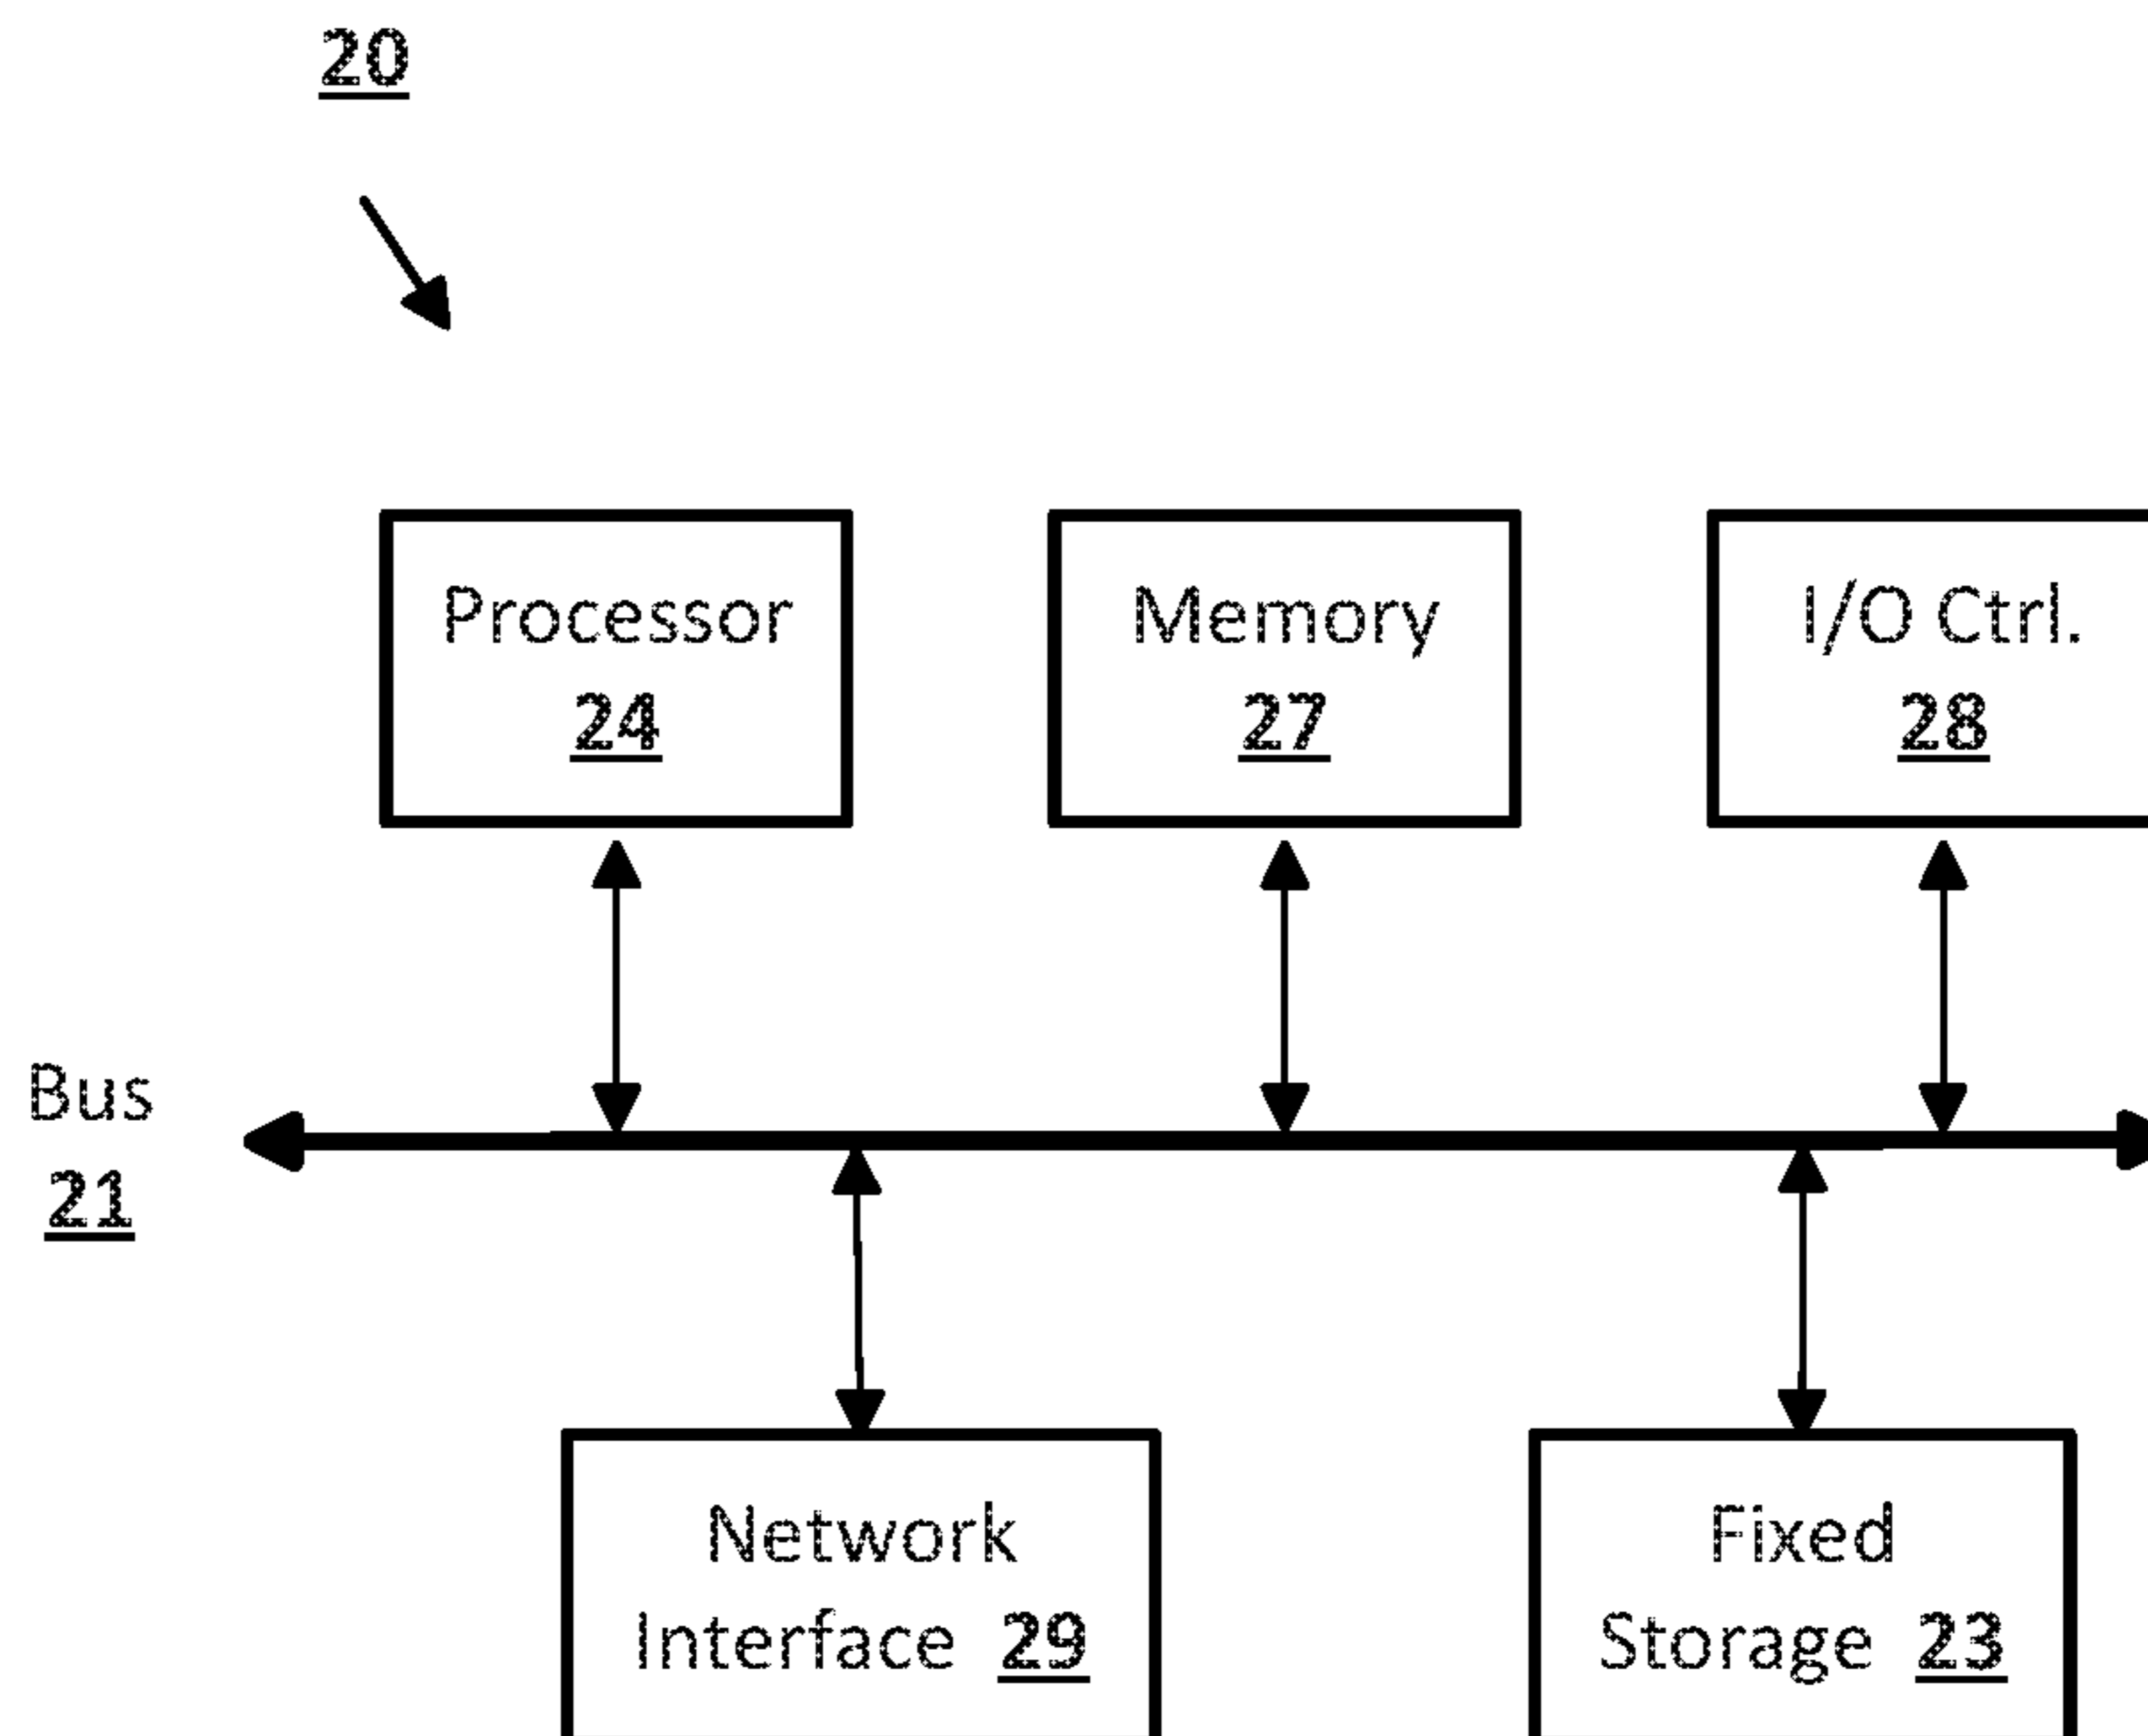 20
Processor
24
Memory
27
I/O Ctrl.
28
Bus
21
Network
Interface 29
Fixed
Storage 23